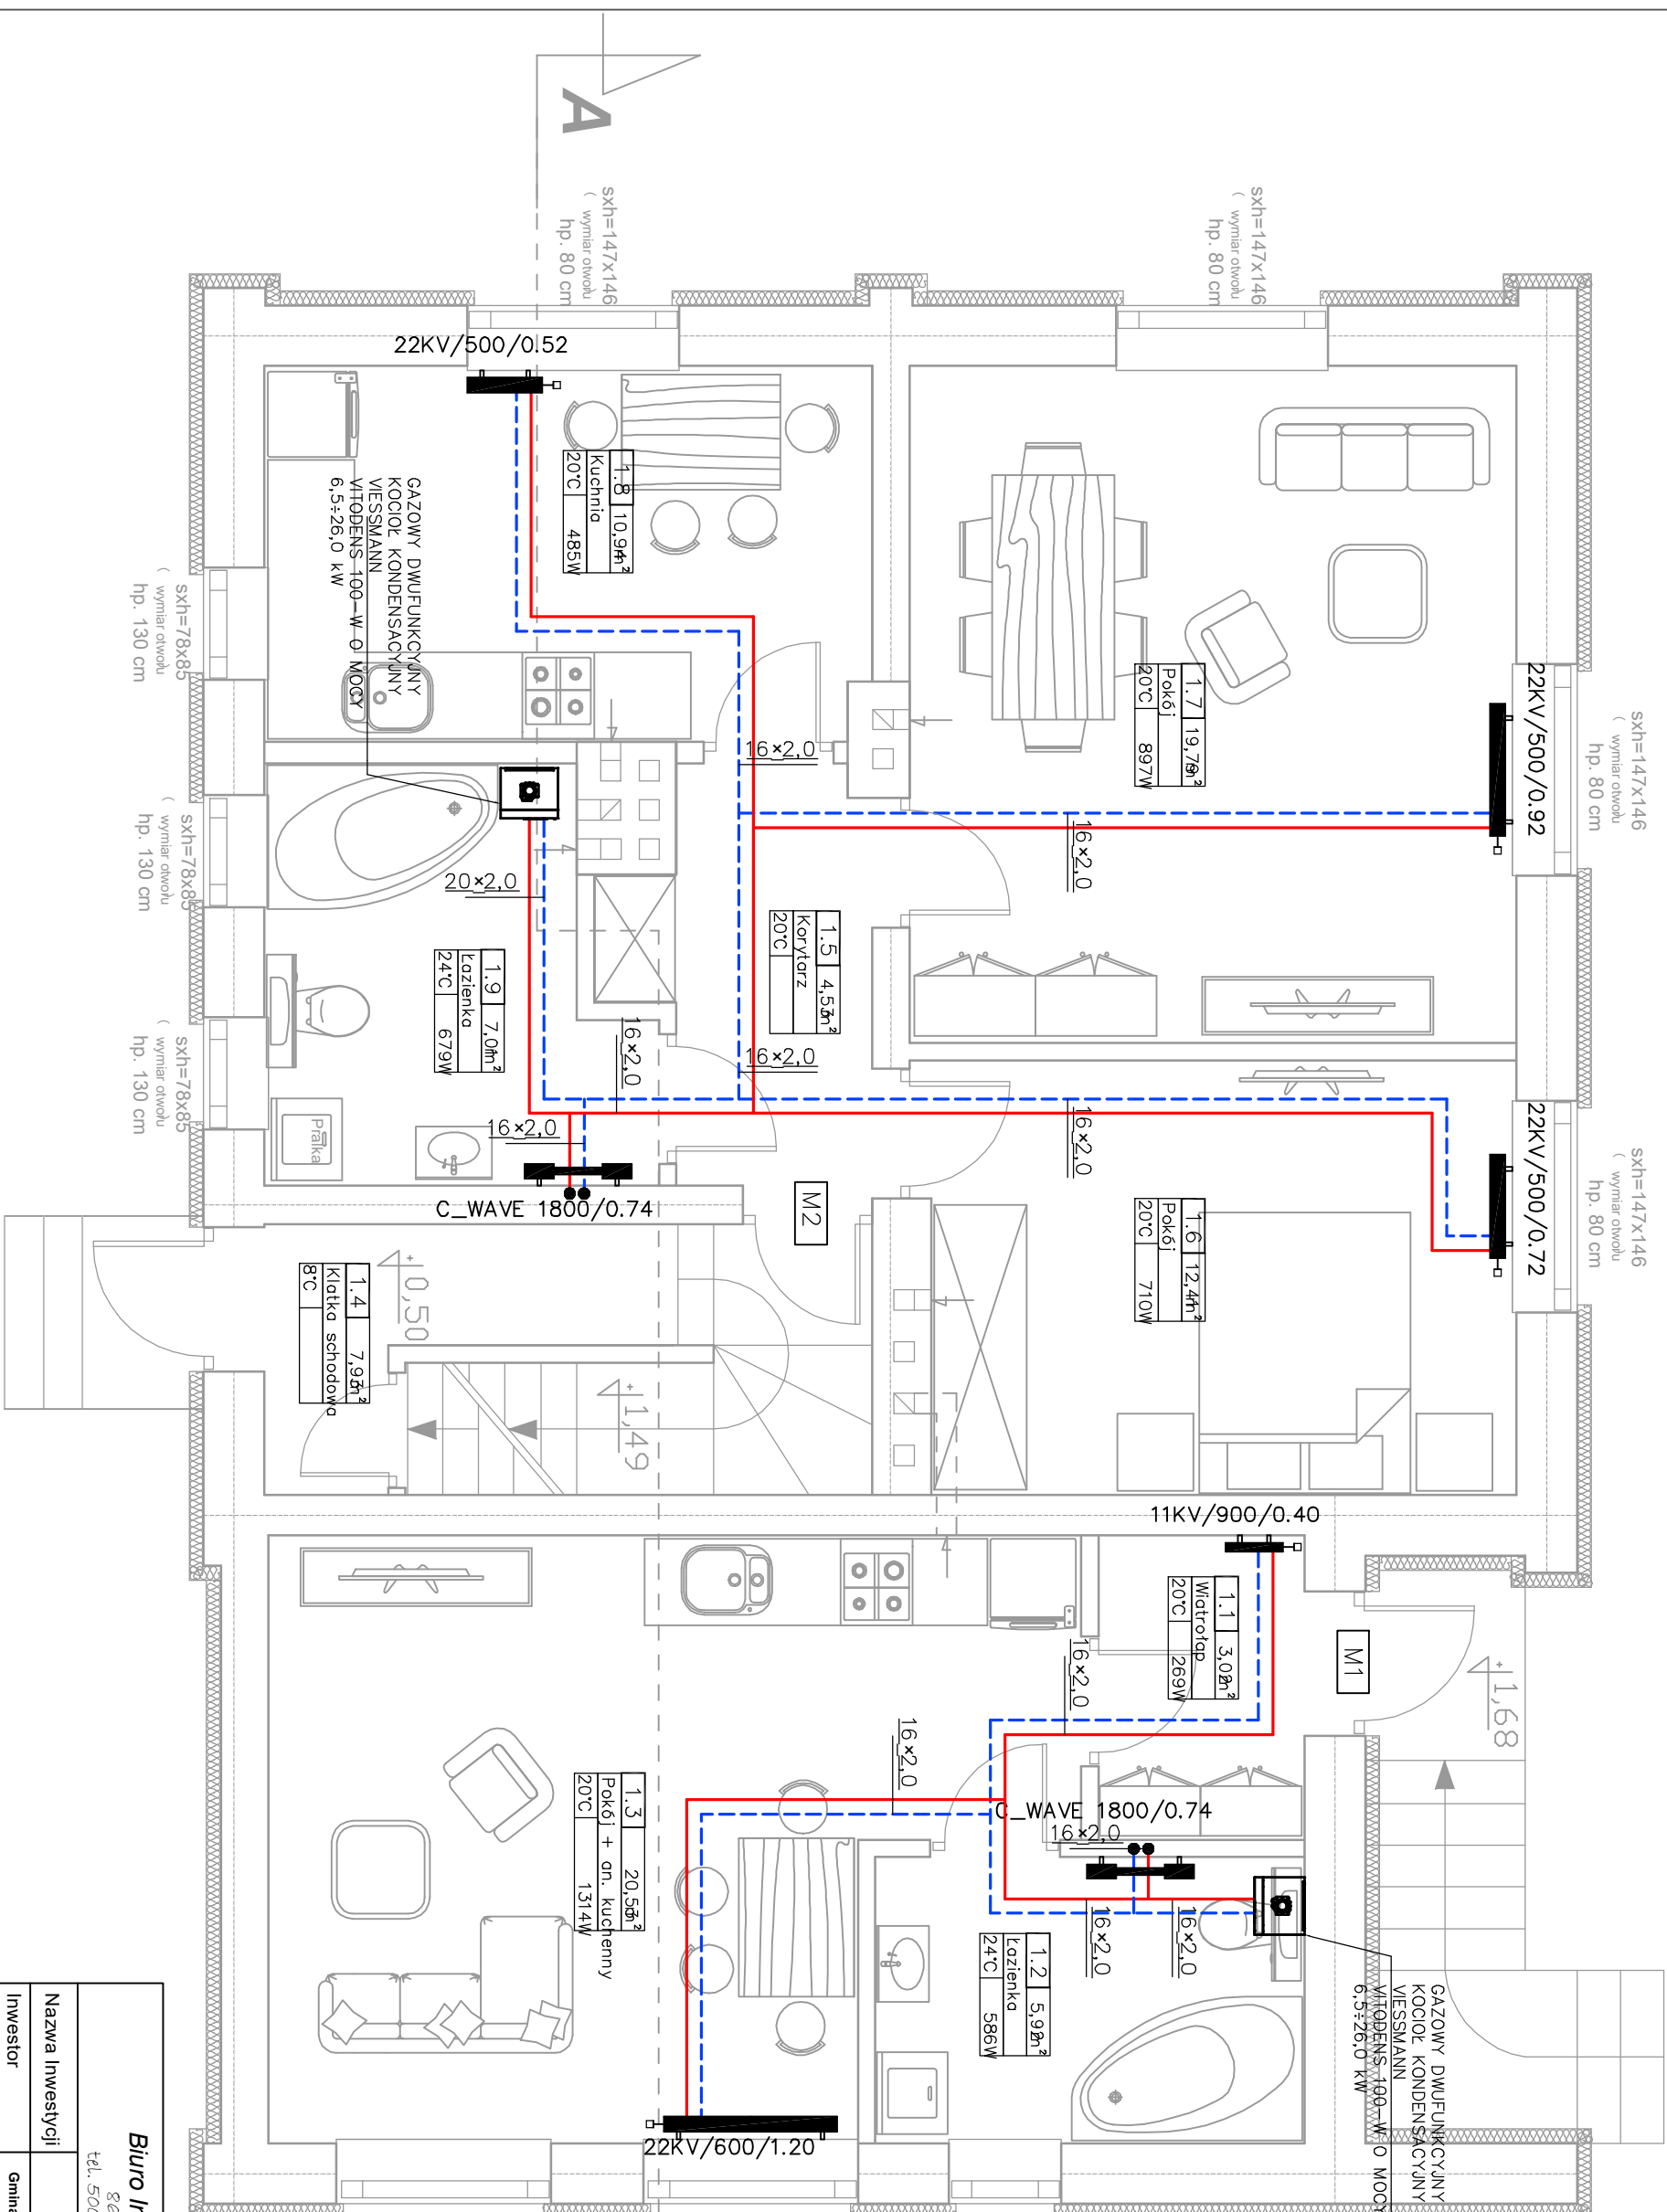 A
sxh=147x146
( wymiar otworu
hp. 80 cm
sxh=147x146
( wymiar otworu
hp. 80 cm
sxh=147x146
( wymiar otworu
hp. 80 cm
sxh=147x146
( wymiar otworu
hp. 80 cm
22KV/500/0.52
22KV/500/0.92
22KV/500/0.72
1.8 10,94m²
Kuchnia
20°C 485W
GAZOWY DWUFUNKCYJNY
KOCIOŁ KONDENSACYJNY
VIESSMANN
VITODENS 100-W O MOCY
6,5÷26,0 kW
sxh=78x85
( wymiar otworu
hp. 130 cm
sxh=78x85
( wymiar otworu
hp. 130 cm
sxh=78x85
( wymiar otworu
hp. 130 cm
1.7 19,79m²
Pokój
20°C 897W
16×2,0
16×2,0
20×2,0
1.5 4,53m²
Korytarz
20°C
1.9 7,01m²
Łazienka
24°C 679W
16×2,0
16×2,0
16×2,0
16×2,0
Pralka
C_WAVE 1800/0.74
M2
1.6 12,41m²
Pokój
20°C 710W
+0,50
1.4 7,93m²
Klatka schodowa
8°C
+1,49
11KV/900/0.40
1.1 3,02m²
Wiatrołap
20°C 269W
M1
+1,68
16×2,0
16×2,0
C_WAVE 1800/0.74
16×2,0
16×2,0
16×2,0
1.3 20,53m²
Pokój + an. kuchenny
20°C 1314W
1.2 5,92m²
Łazienka
24°C 586W
GAZOWY DWUFUNKCYJNY
KOCIOŁ KONDENSACYJNY
VIESSMANN
VITODENS 100-W O MOCY
6,5÷26,0 kW
22KV/600/1.20
Biuro
tel. 500
Nazwa Inwestycji
Inwestor
Gmina